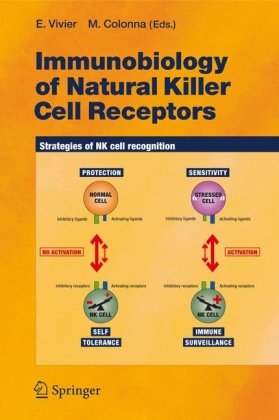 E. Vivier M. Colonna (Eds.)
Immunobiology
of Natural Killer
Cell Receptors
Strategies of NK cell recognition
PROTECTION SENSITIVITY
NORMAL
CELL
STRESSED
CELL
Inhibitory ligands Activating ligands Inhibitory ligands Activating ligands
NO ACTIVATION ACTIVATION
Inhibitory receptors Activating receptors Inhibitory receptors Activating receptors
NK CELL NK CELL
SELF
TOLERANCE
IMMUNE
SURVEILLANCE
Springer